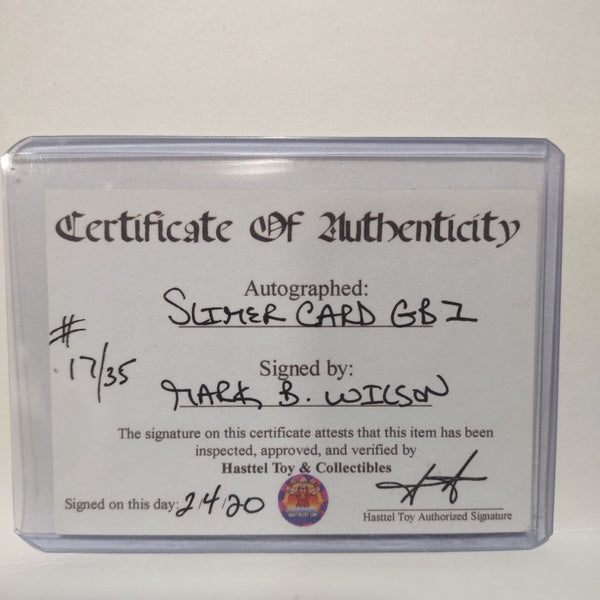 Certificate Of Authenticity
Autographed:
SLIMER CARD GB 1
#
17/35
Signed by:
MARK B. WILSON
The signature on this certificate attests that this item has been
inspected, approved, and verified by
Hasttel Toy & Collectibles
Signed on this day: 2/4/20
Hasttel Toy Authorized Signature